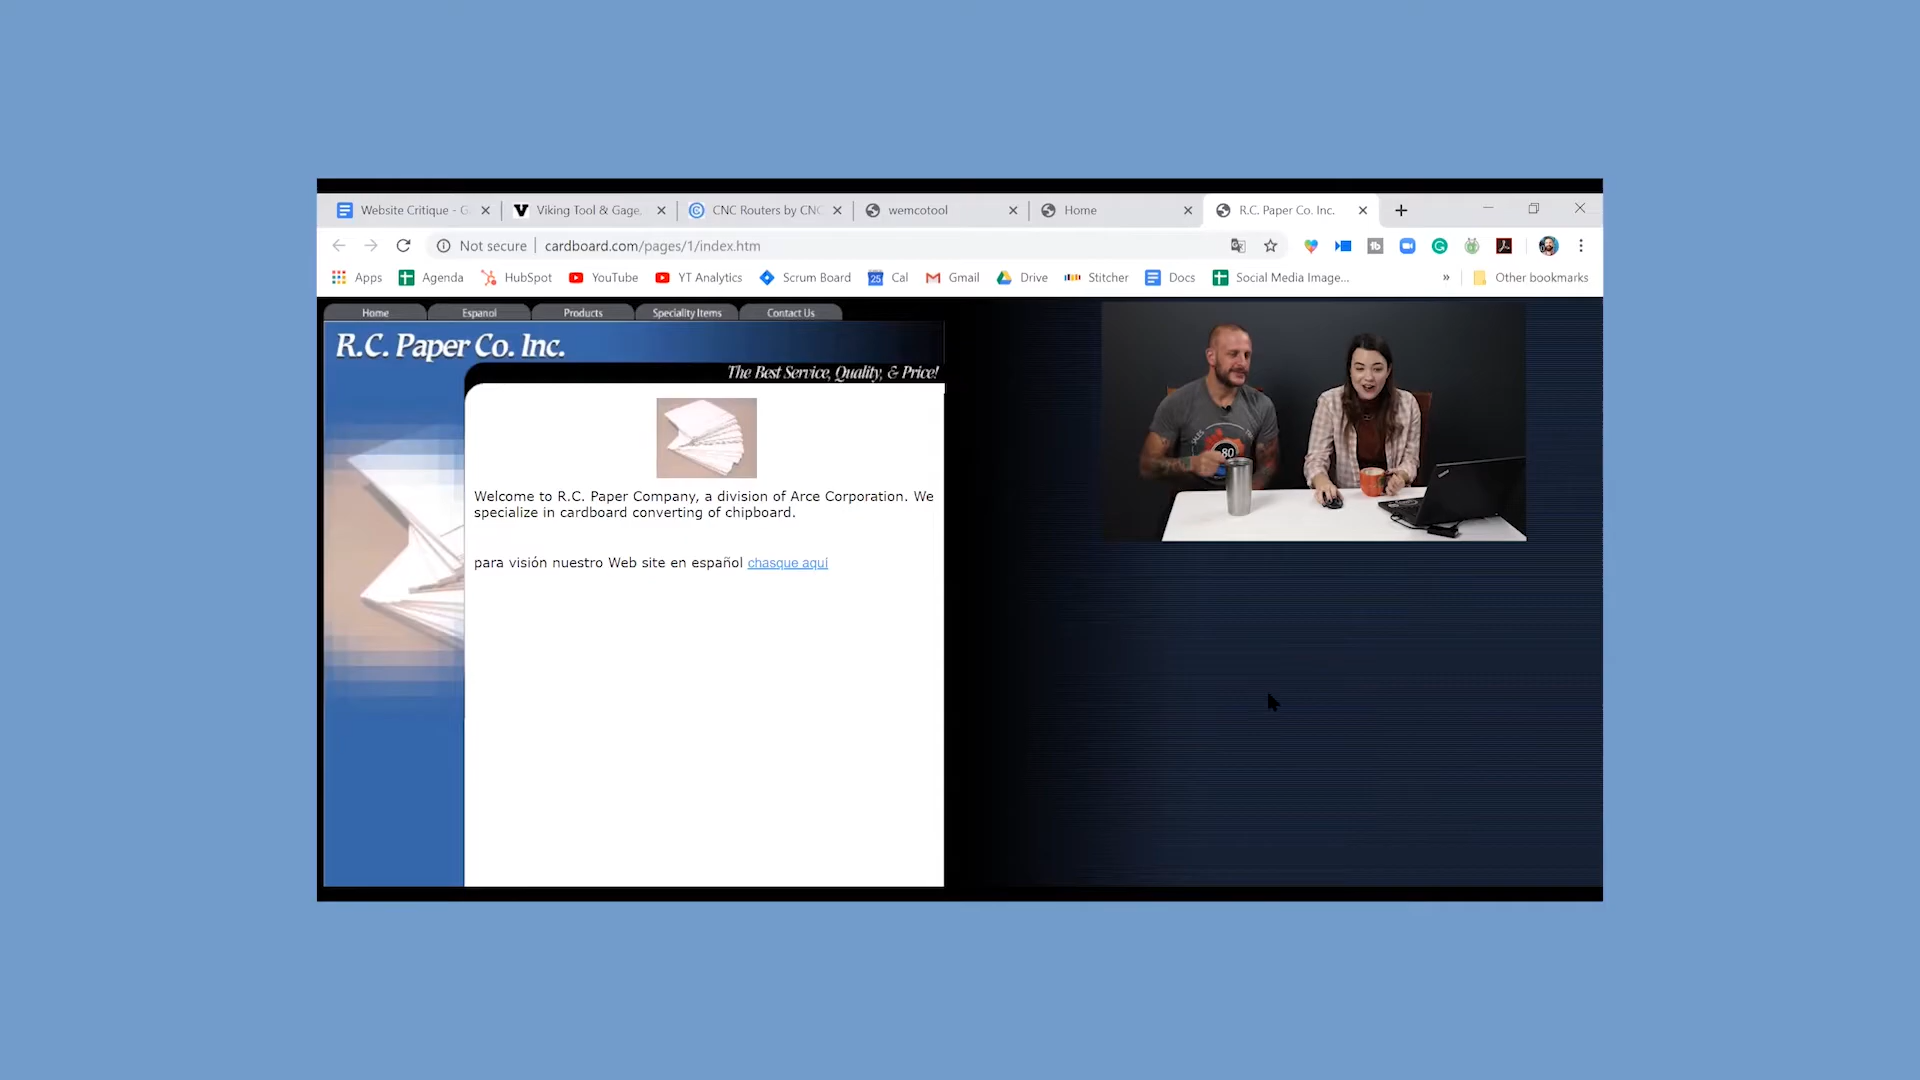 Website Critique - G
Viking Tool & Gage,
CNC Routers by CNC
wemcotool
Home
R.C. Paper Co. Inc.
Not secure
cardboard.com/pages/1/index.htm
Apps
Agenda
HubSpot
YouTube
YT Analytics
Scrum Board
25
Cal
Gmail
Drive
Stitcher
Docs
Social Media Image...
»
Other bookmarks
Home
Espanol
Products
Speciality Items
Contact Us
R.C. Paper Co. Inc.
The Best Service, Quality, & Price!
SALES
80
Welcome to R.C. Paper Company, a division of Arce Corporation. We
specialize in cardboard converting of chipboard.
para visión nuestro Web site en español chasque aquí